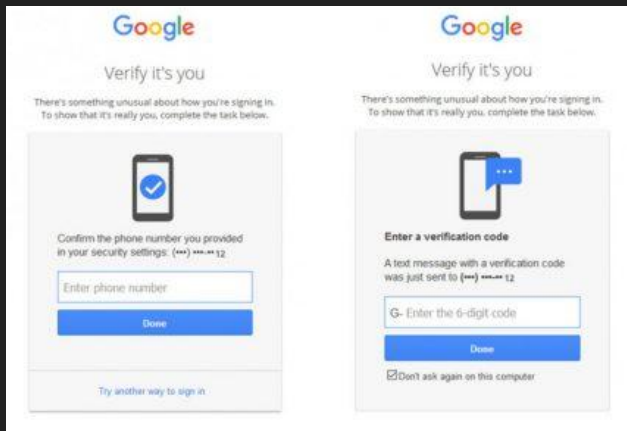 Google
Verify it's you
There's something unusual about how you're signing in.
To show that it's really you, complete the task below.
Confirm the phone number you provided
in your security settings: (•••) •••-•• 12
Enter phone number
Done
Try another way to sign in
Google
Verify it's you
There's something unusual about how you're signing in.
To show that it's really you, complete the task below.
Enter a verification code
A text message with a verification code
was just sent to (•••) •••-•• 12
G- Enter the 6-digit code
Done
Don't ask again on this computer